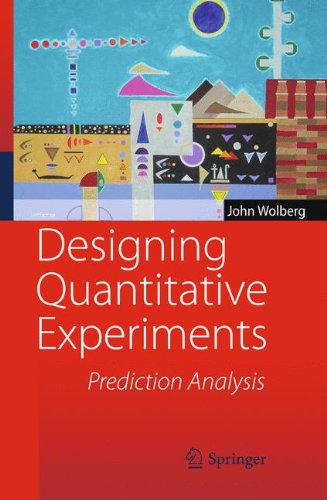 John Wolberg
Designing
Quantitative
Experiments
Prediction Analysis
Springer